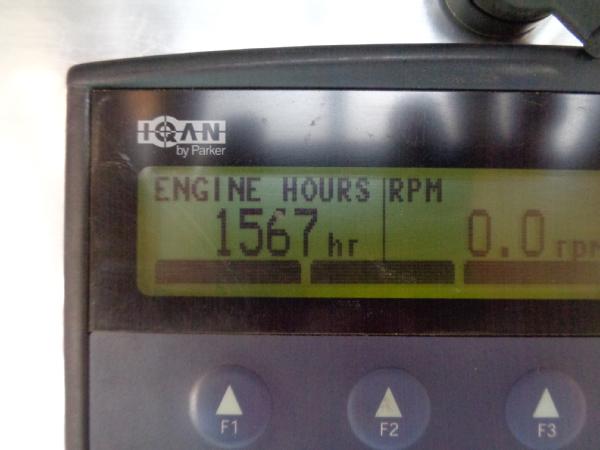 IQAN
by Parker
ENGINE HOURS RPM
1567 hr 0.0 rpm
F1 F2 F3